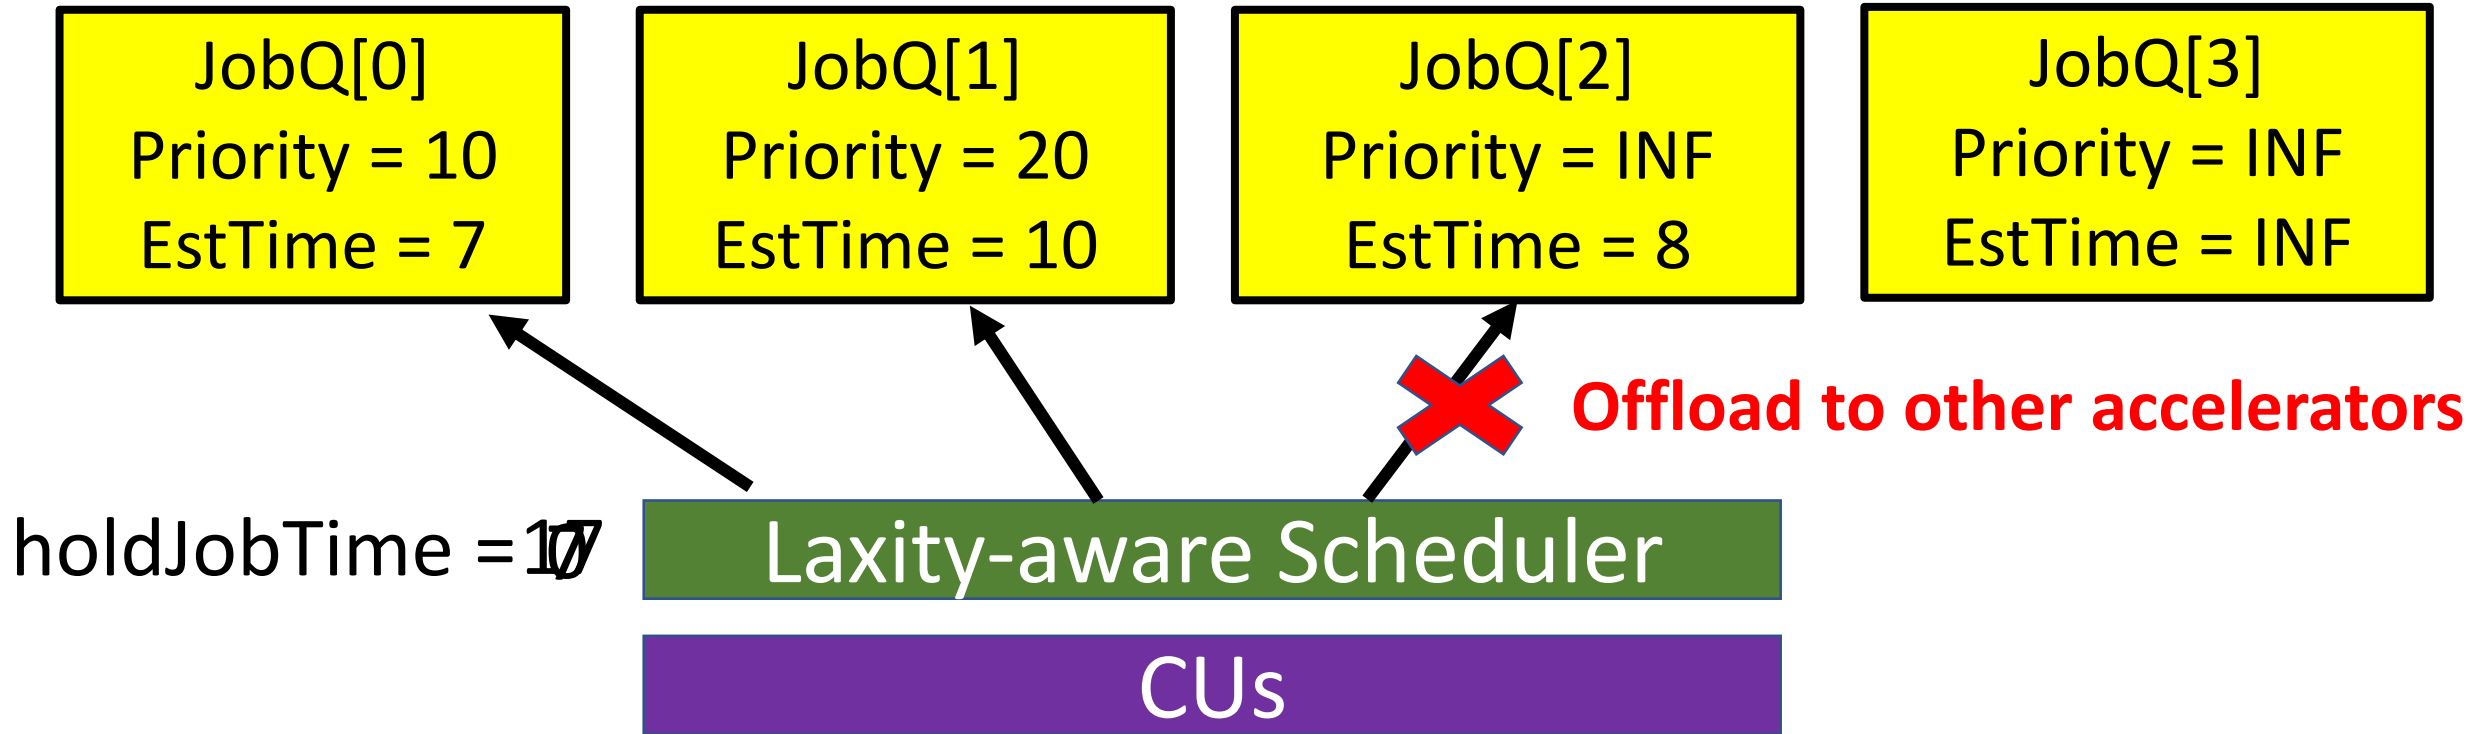 JobQ[0]
Priority = 10
EstTime = 7
JobQ[1]
Priority = 20
EstTime = 10
JobQ[2]
Priority = INF
EstTime = 8
JobQ[3]
Priority = INF
EstTime = INF
Offload to other accelerators
holdJobTime =
Laxity-aware Scheduler
CUs